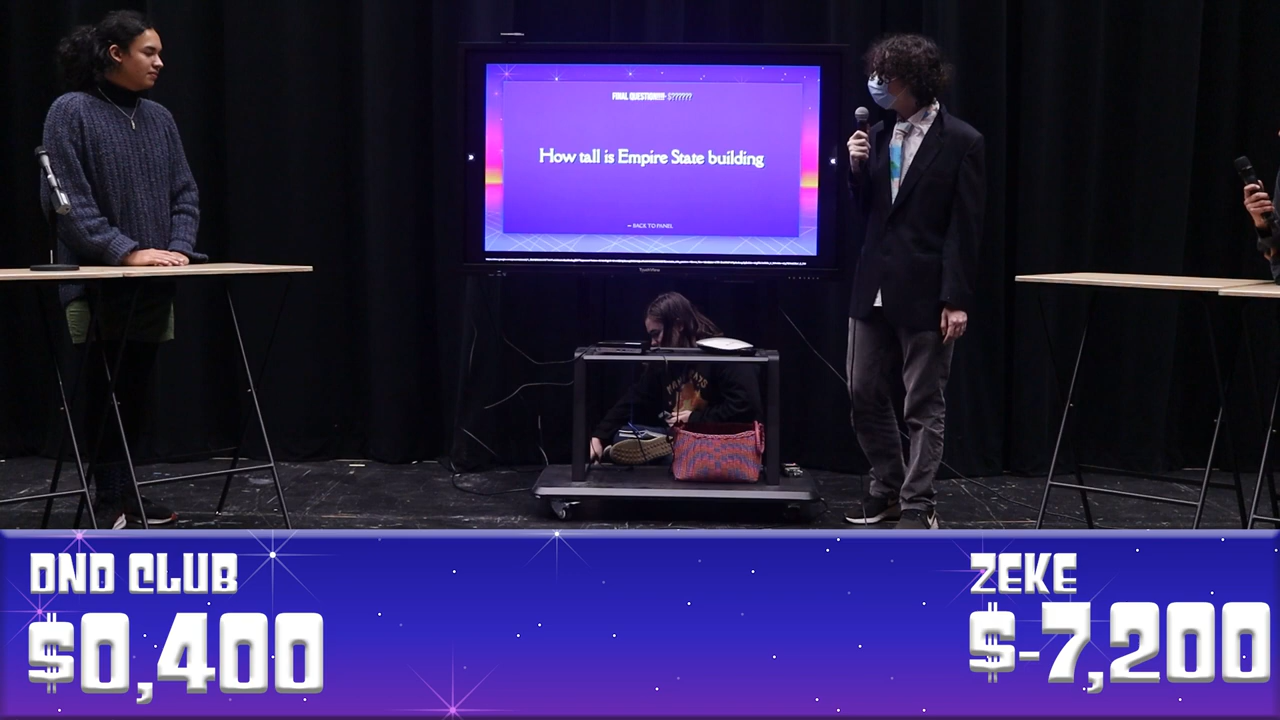 FINAL QUESTION!!!!- $??????
How tall is Empire State building
← BACK TO PANEL
DND CLUB
$0,400
ZEKE
$-7,200